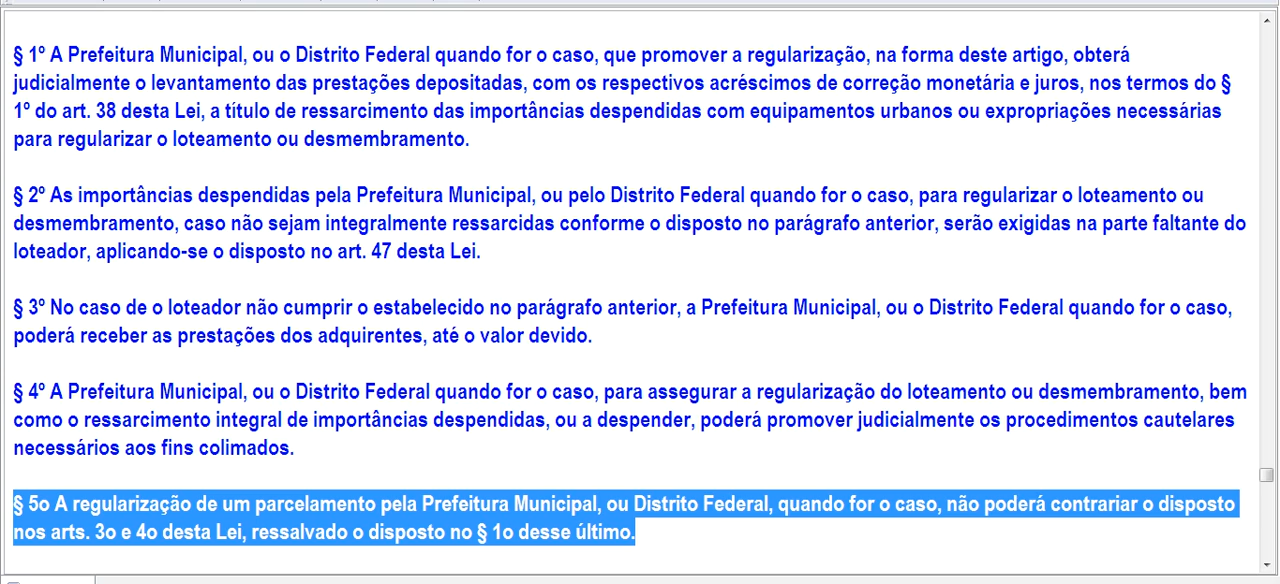 § 1º A Prefeitura Municipal, ou o Distrito Federal quando for o caso, que promover a regularização, na forma deste artigo, obterá
judicialmente o levantamento das prestações depositadas, com os respectivos acréscimos de correção monetária e juros, nos termos do §
1º do art. 38 desta Lei, a título de ressarcimento das importâncias despendidas com equipamentos urbanos ou expropriações necessárias
para regularizar o loteamento ou desmembramento.
§ 2º As importâncias despendidas pela Prefeitura Municipal, ou pelo Distrito Federal quando for o caso, para regularizar o loteamento ou
desmembramento, caso não sejam integralmente ressarcidas conforme o disposto no parágrafo anterior, serão exigidas na parte faltante do
loteador, aplicando-se o disposto no art. 47 desta Lei.
§ 3º No caso de o loteador não cumprir o estabelecido no parágrafo anterior, a Prefeitura Municipal, ou o Distrito Federal quando for o caso,
poderá receber as prestações dos adquirentes, até o valor devido.
§ 4º A Prefeitura Municipal, ou o Distrito Federal quando for o caso, para assegurar a regularização do loteamento ou desmembramento, bem
como o ressarcimento integral de importâncias despendidas, ou a despender, poderá promover judicialmente os procedimentos cautelares
necessários aos fins colimados.
§ 5o A regularização de um parcelamento pela Prefeitura Municipal, ou Distrito Federal, quando for o caso, não poderá contrariar o disposto
nos arts. 3o e 4o desta Lei, ressalvado o disposto no § 1o desse último.